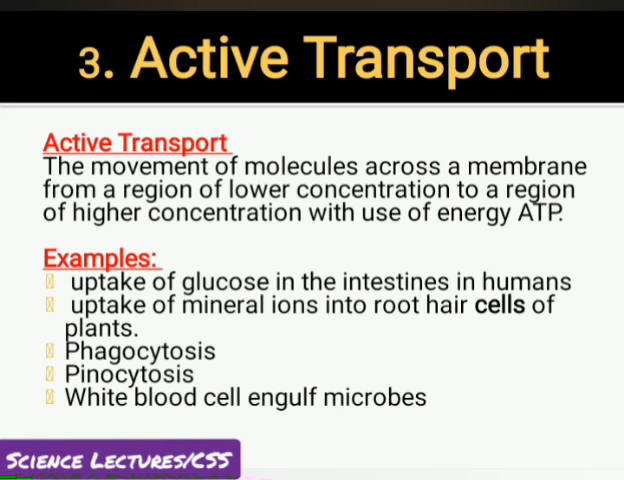 3. Active Transport
Active Transport
The movement of molecules across a membrane
from a region of lower concentration to a region
of higher concentration with use of energy ATP.
Examples:
uptake of glucose in the intestines in humans
uptake of mineral ions into root hair cells of
plants.
Phagocytosis
Pinocytosis
White blood cell engulf microbes
SCIENCE LECTURES/CSS